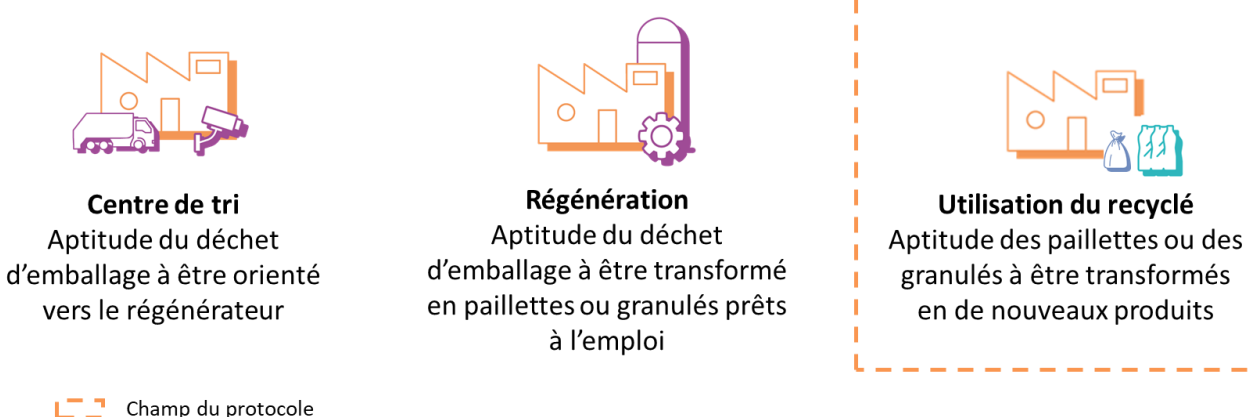 Centre de tri
Aptitude du déchet
d’emballage à être orienté
vers le régénérateur
Régénération
Aptitude du déchet
d’emballage à être transformé
en paillettes ou granulés prêts
à l’emploi
Utilisation du recyclé
Aptitude des paillettes ou des
granulés à être transformés
en de nouveaux produits
Champ du protocole